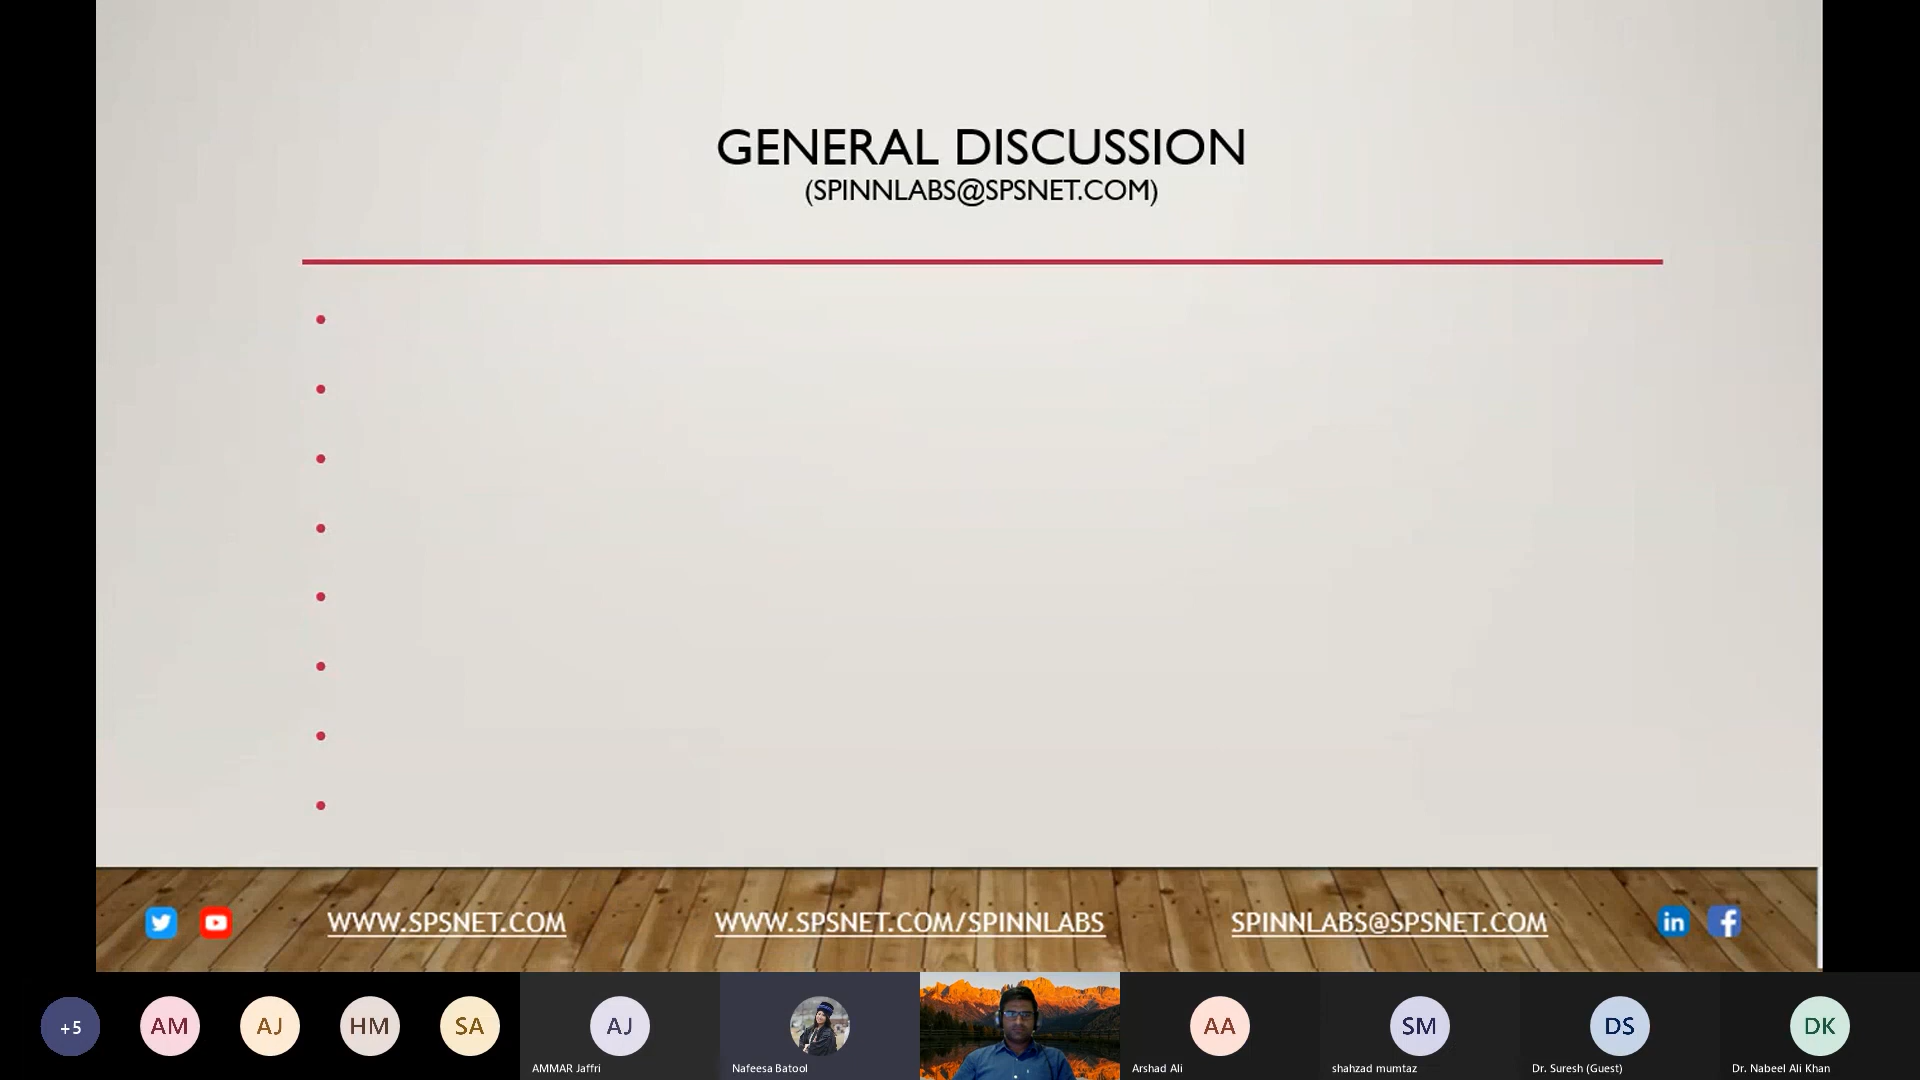 GENERAL DISCUSSION
(SPINNLABS@SPSNET.COM)
WWW.SPSNET.COM
WWW.SPSNET.COM/SPINNLABS
SPINNLABS@SPSNET.COM
in
f
+5
AM
AJ
HM
SA
AJ
AA
SM
DS
DK
AMMAR Jaffri
Nafeesa Batool
Arshad Ali
shahzad mumtaz
Dr. Suresh (Guest)
Dr. Nabeel Ali Khan